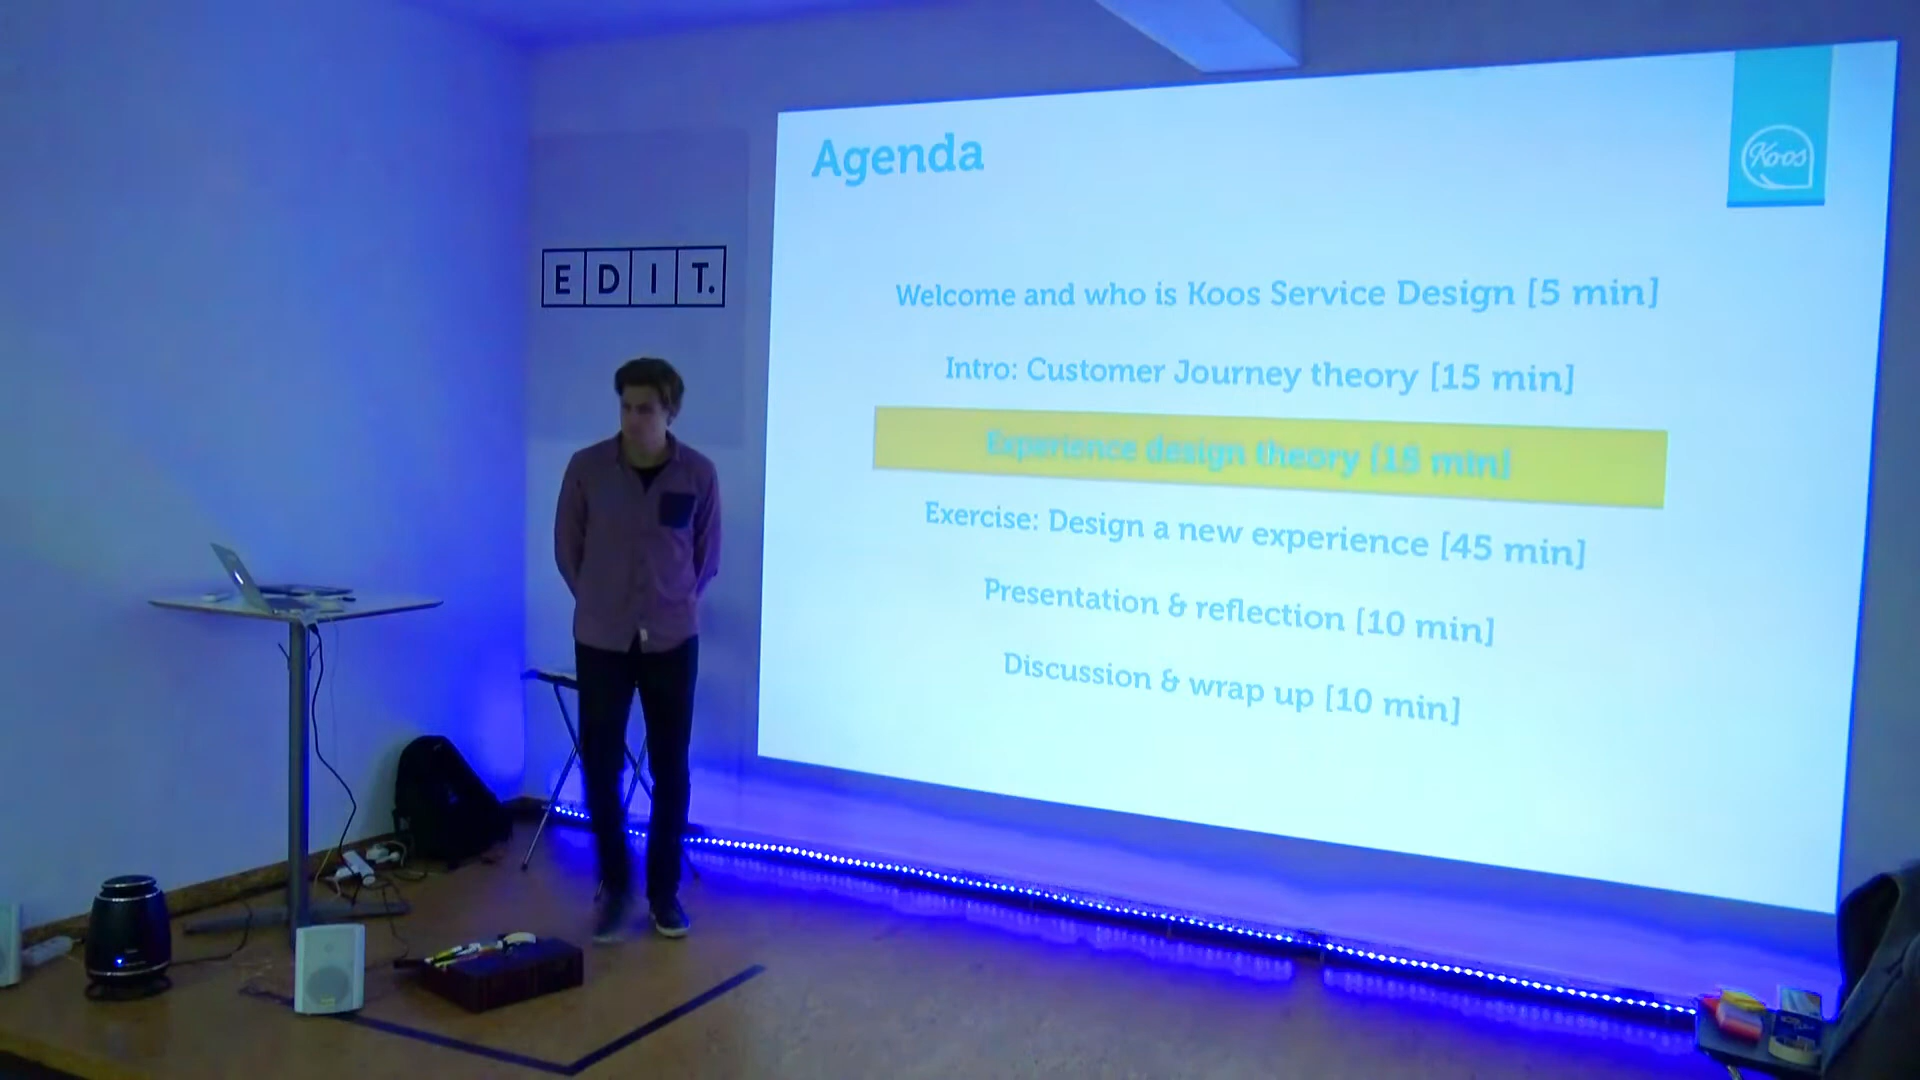 Agenda
Koos
EDIT.
Welcome and who is Koos Service Design [5 min]
Intro: Customer Journey theory [15 min]
Experience design theory [15 min]
Exercise: Design a new experience [45 min]
Presentation & reflection [10 min]
Discussion & wrap up [10 min]